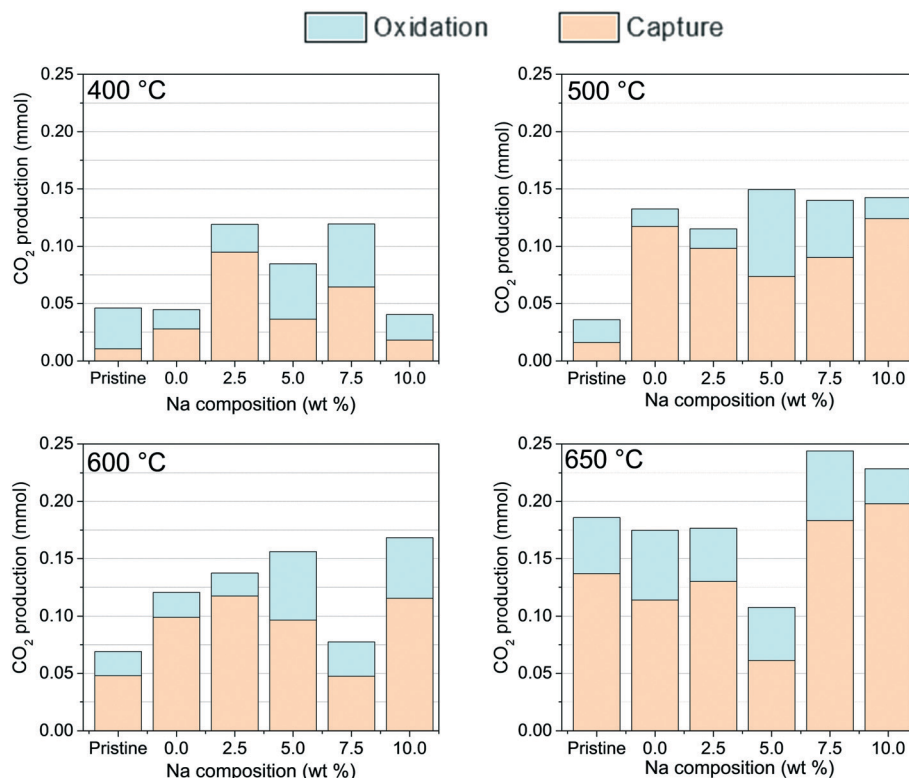 Oxidation Capture
400 °C
0.25
0.20
0.15
0.10
0.05
0.00
CO₂ production (mmol)
Pristine 0.0 2.5 5.0 7.5 10.0
Na composition (wt %)
500 °C
0.25
0.20
0.15
0.10
0.05
0.00
CO₂ production (mmol)
Pristine 0.0 2.5 5.0 7.5 10.0
Na composition (wt %)
600 °C
0.25
0.20
0.15
0.10
0.05
0.00
CO₂ production (mmol)
Pristine 0.0 2.5 5.0 7.5 10.0
Na composition (wt %)
650 °C
0.25
0.20
0.15
0.10
0.05
0.00
CO₂ production (mmol)
Pristine 0.0 2.5 5.0 7.5 10.0
Na composition (wt %)